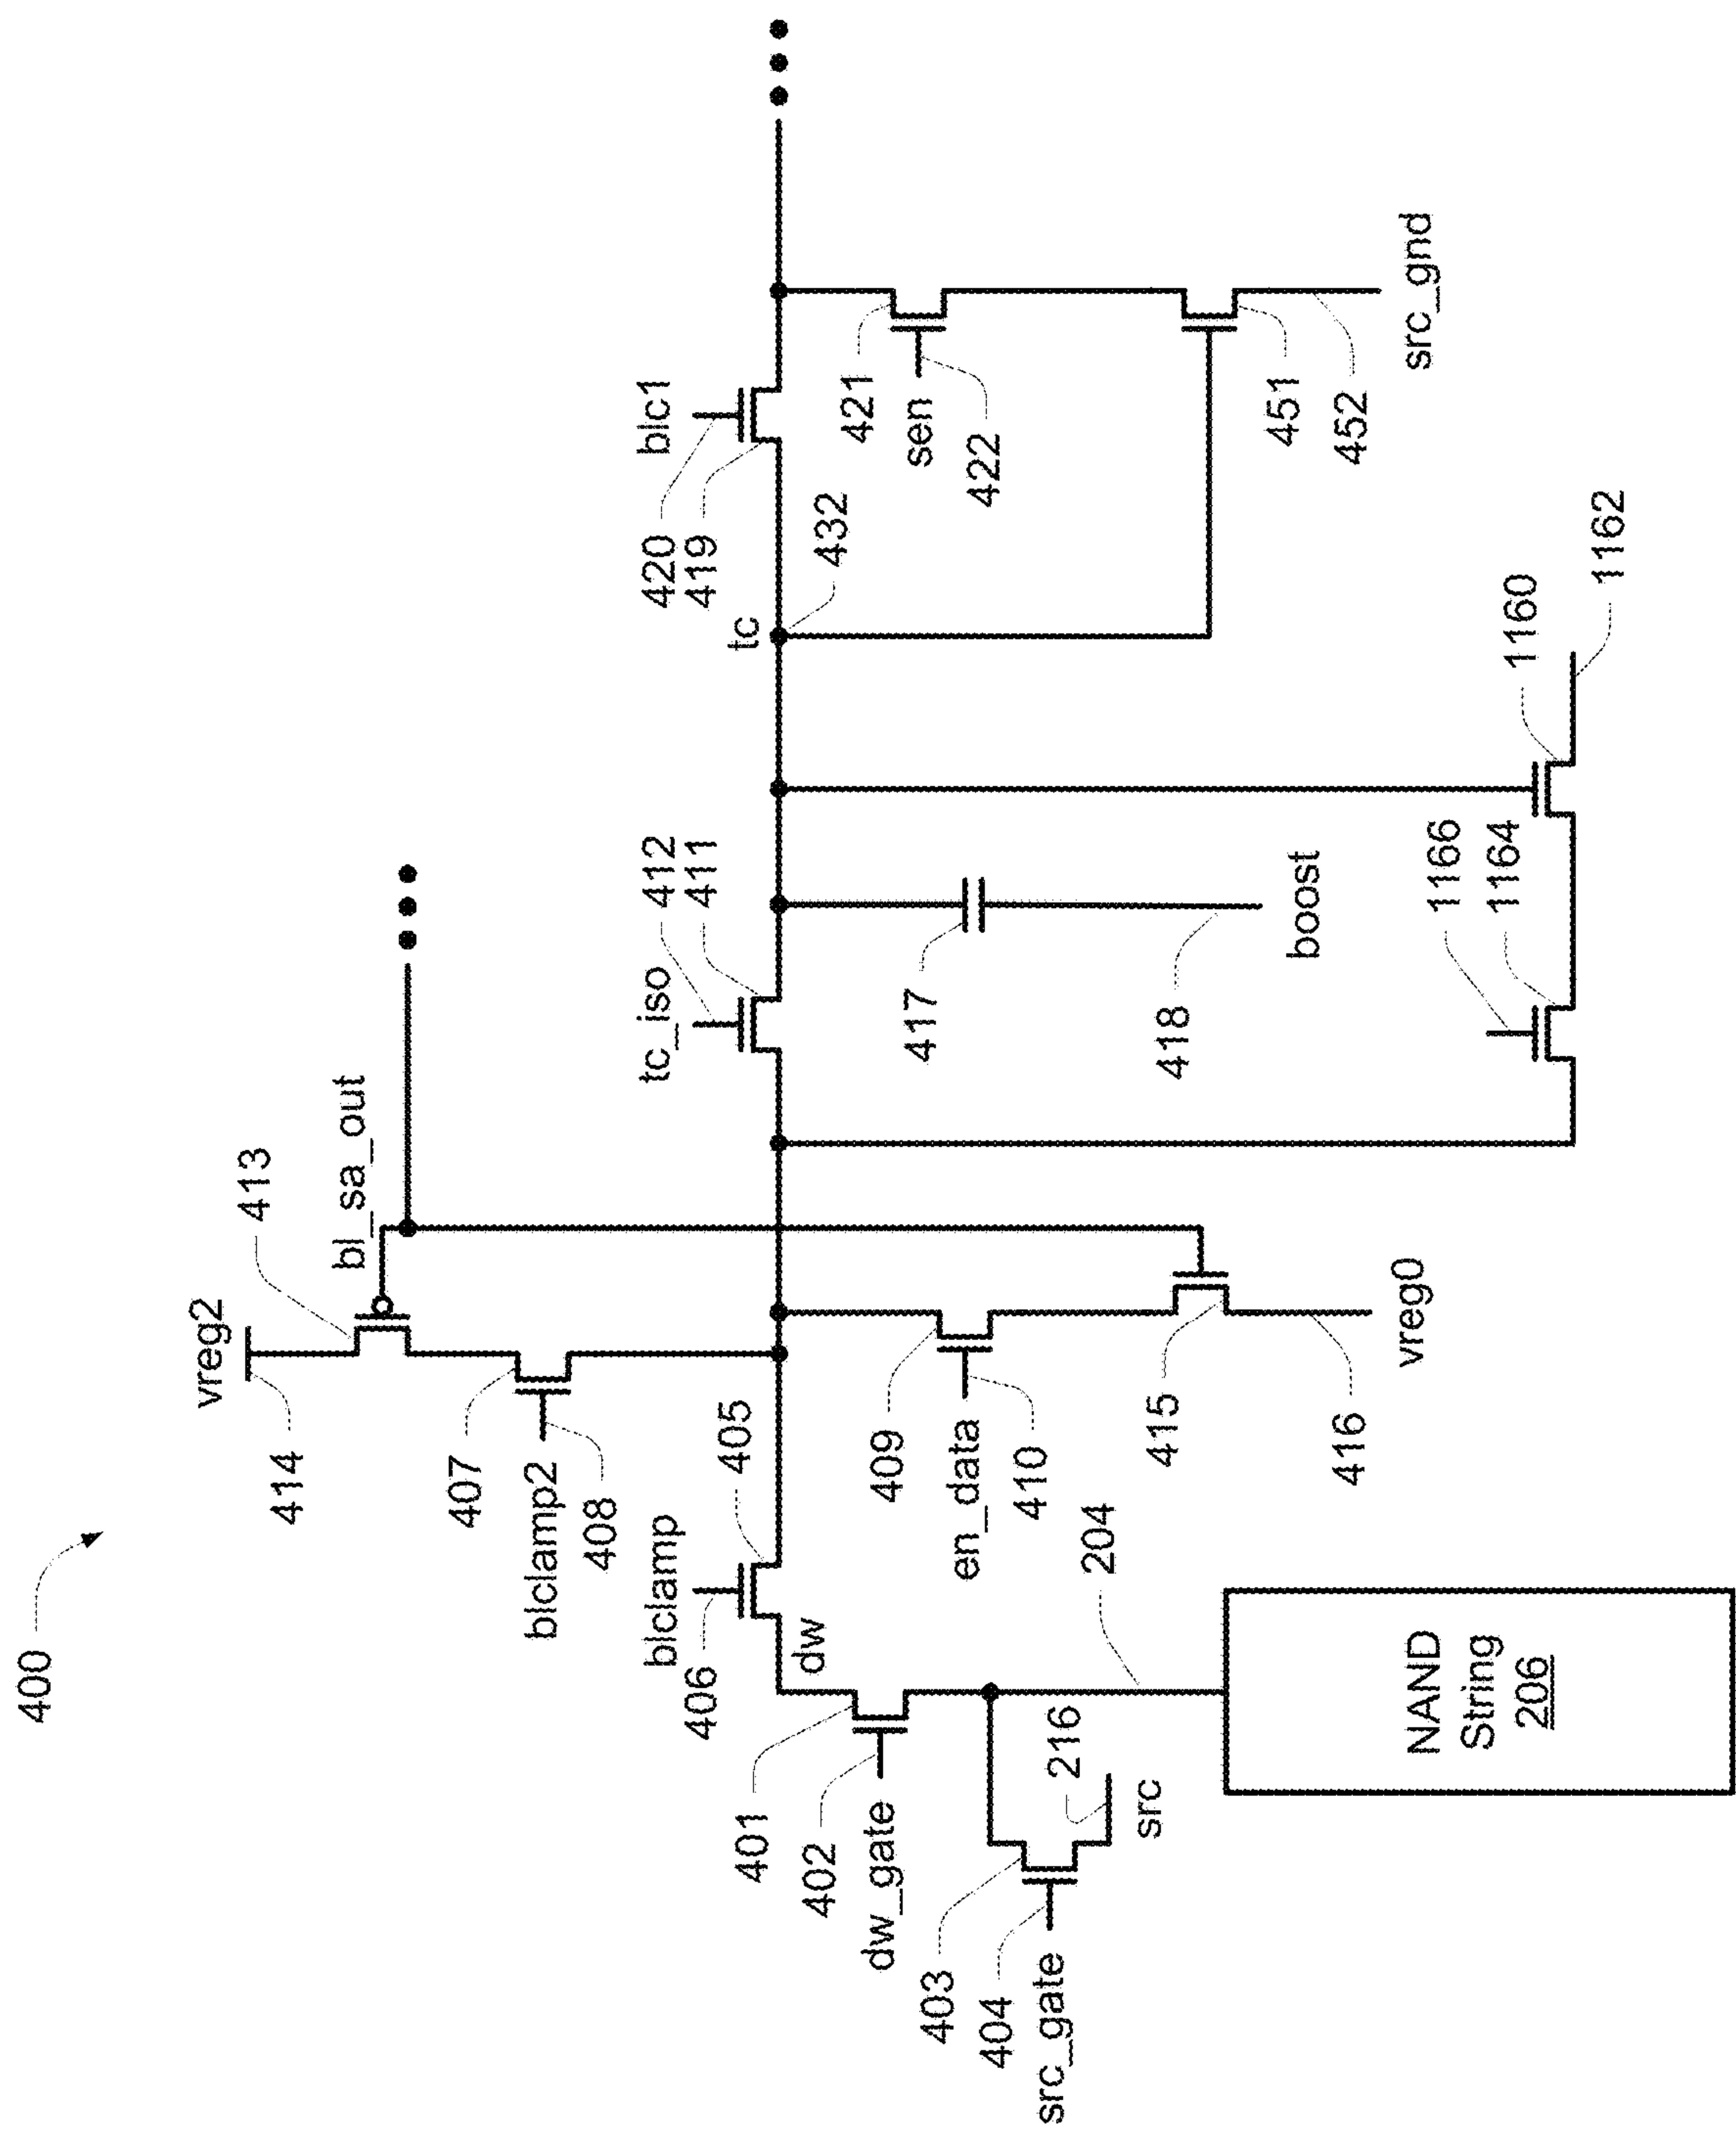 400
vreg2
414
413
bl_sa_out
407
blclamp2
408
405
blclamp
406
dw
401
402
dw_gate
403
404
src_gate
216
src
204
NAND
String
206
409
en_data
410
415
416
vreg0
tc_iso
412
411
417
418
boost
1166
1164
1160
1162
tc
432
420
419
blc1
421
sen
422
451
452
src_gnd